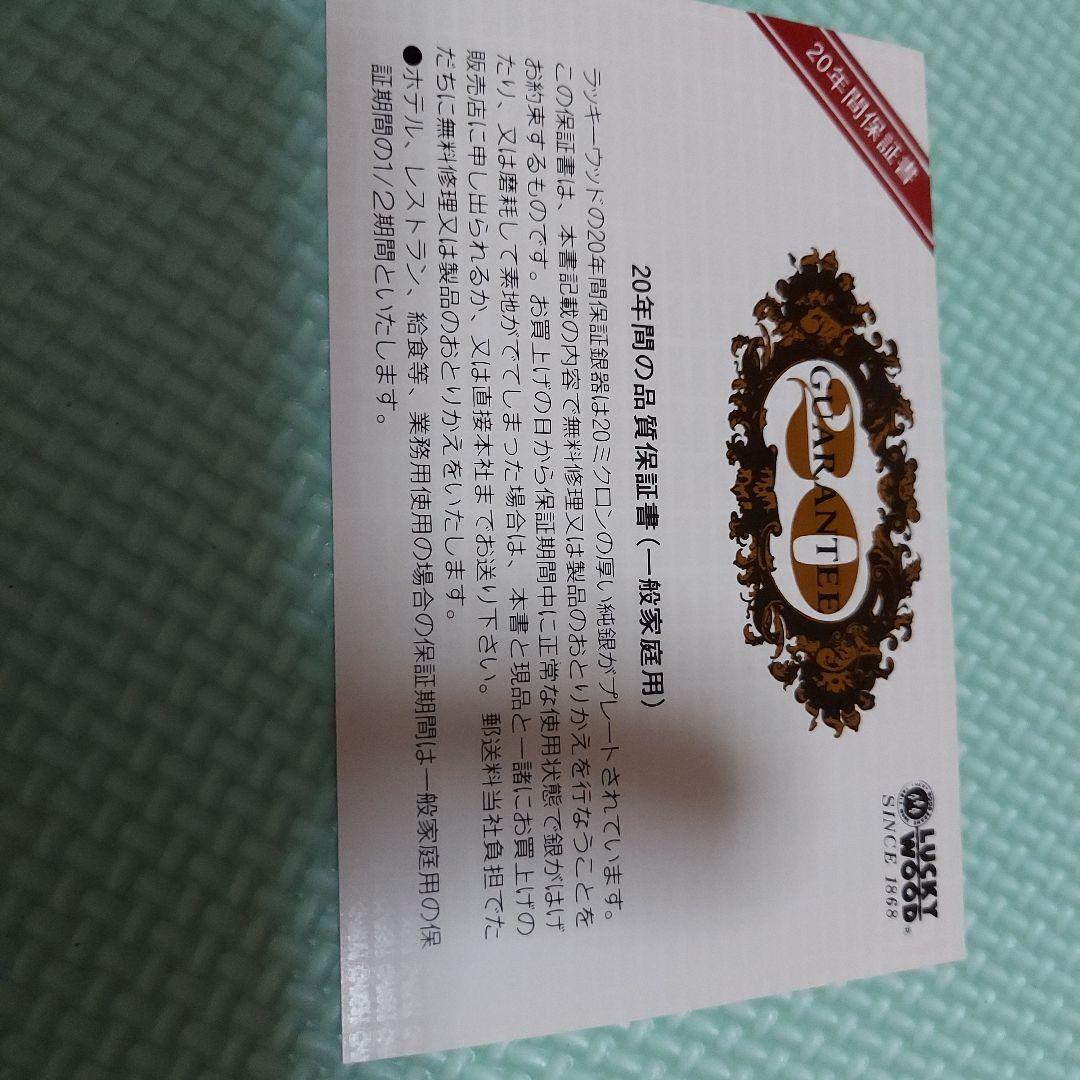 20年間保証書
GUARANTEE
20
LUCKY
WOOD
SINCE 1868
20年間の品質保証書(一般家庭用)
ラッキーウッドの20年間保証銀器は20ミクロンの厚い純銀がプレートされています。
この保証書は、本書記載の内容で無料修理又は製品のおとりかえを行なうことを
お約束するものです。お買上げの日から保証期間中に正常な使用状態で銀がはげ
たり、又は磨耗して素地がでてしまった場合は、本書と現品と一諸にお買上げの
販売店に申し出られるか、又は直接本社までお送り下さい。郵送料当社負担でた
だちに無料修理又は製品のおとりかえをいたします。
●ホテル、レストラン、給食等、業務用使用の場合の保証期間は一般家庭用の保
証期間の1/2期間といたします。